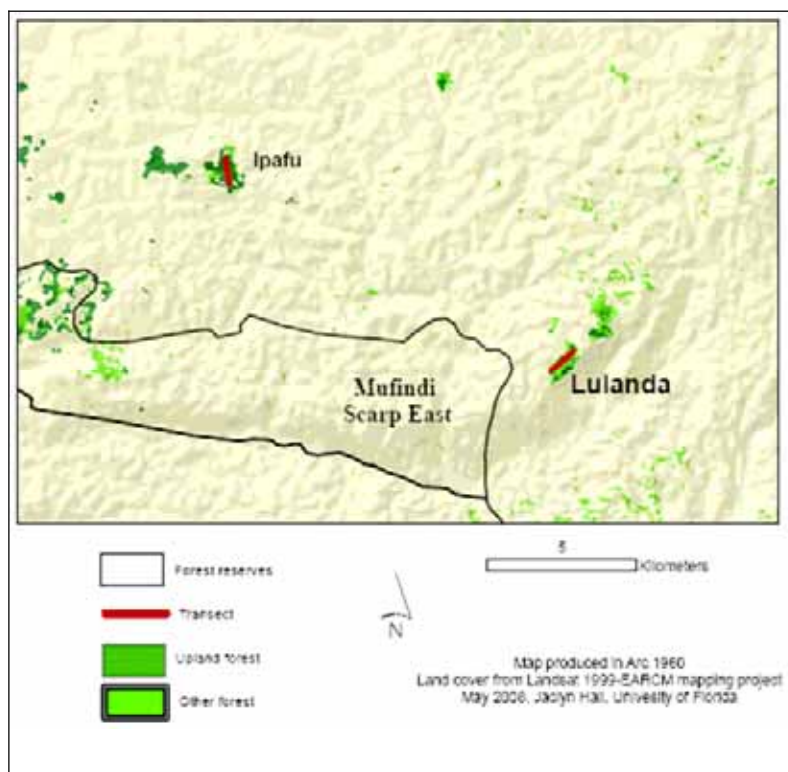 Ipafu
Lulanda
Mufindi
Scarp East
Forest reserves
Transect
Upland forest
Other forest
5
Kilometers
N
Map produced in Arc 1960
Land cover from Landsat 1999-EARCM mapping project
May 2008, Jaclyn Hall, Univesity of Florida